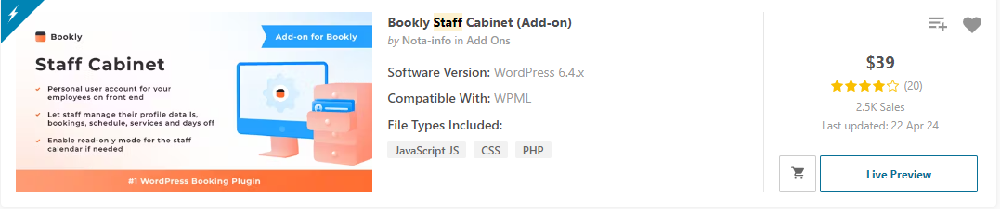 Bookly
Add-on for Bookly
Staff Cabinet
Personal user account for your
employees on front end
Let staff manage their profile details,
bookings, schedule, services and days off
Enable read-only mode for the staff
calendar if needed
#1 WordPress Booking Plugin
Bookly Staff Cabinet (Add-on)
by Nota-info in Add Ons
Software Version: WordPress 6.4.x
Compatible With: WPML
File Types Included:
JavaScript JS CSS PHP
$39
(20)
2.5K Sales
Last updated: 22 Apr 24
Live Preview